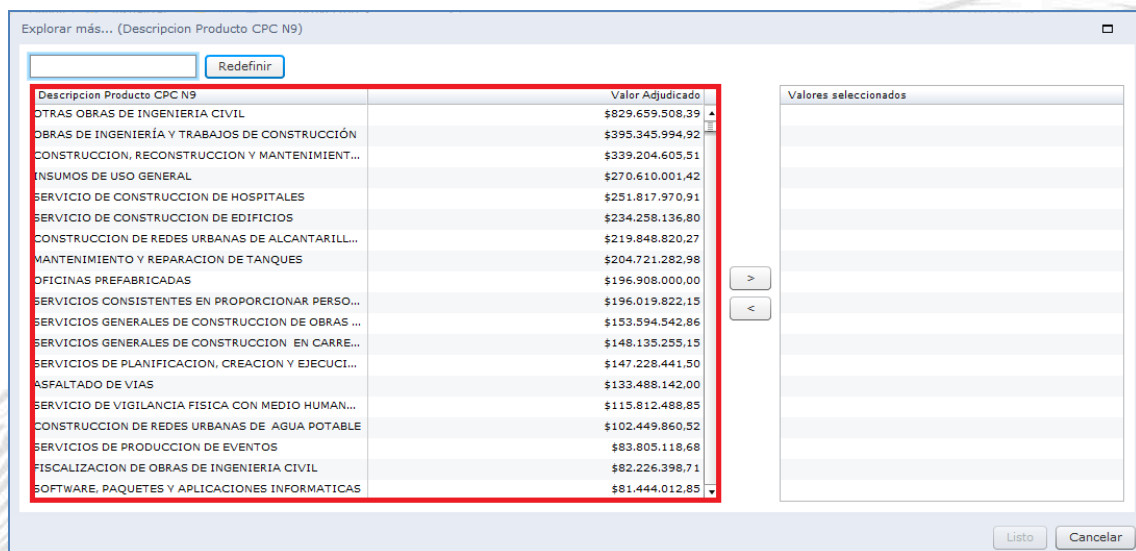 Explorar más... (Descripcion Producto CPC N9)
Redefinir
Descripcion Producto CPC N9 Valor Adjudicado Valores seleccionados
OTRAS OBRAS DE INGENIERIA CIVIL $829.659.508,39
OBRAS DE INGENIERÍA Y TRABAJOS DE CONSTRUCCIÓN $395.345.994,92
CONSTRUCCION, RECONSTRUCCION Y MANTENIMIENT... $339.204.605,51
INSUMOS DE USO GENERAL $270.610.001,42
SERVICIO DE CONSTRUCCION DE HOSPITALES $251.817.970,91
SERVICIO DE CONSTRUCCION DE EDIFICIOS $234.258.136,80
CONSTRUCCION DE REDES URBANAS DE ALCANTARILL... $219.848.820,27
MANTENIMIENTO Y REPARACION DE TANQUES $204.721.282,98
OFICINAS PREFABRICADAS $196.908.000,00
>
SERVICIOS CONSISTENTES EN PROPORCIONAR PERSO... $196.019.822,15
<
SERVICIOS GENERALES DE CONSTRUCCION DE OBRAS ... $153.594.542,86
SERVICIOS GENERALES DE CONSTRUCCION EN CARRE... $148.135.255,15
SERVICIOS DE PLANIFICACION, CREACION Y EJECUCI... $147.228.441,50
ASFALTADO DE VIAS $133.488.142,00
SERVICIO DE VIGILANCIA FISICA CON MEDIO HUMAN... $115.812.488,85
CONSTRUCCION DE REDES URBANAS DE AGUA POTABLE $102.449.860,52
SERVICIOS DE PRODUCCION DE EVENTOS $83.805.118,68
FISCALIZACION DE OBRAS DE INGENIERIA CIVIL $82.226.398,71
SOFTWARE, PAQUETES Y APLICACIONES INFORMATICAS $81.444.012,85
Listo Cancelar